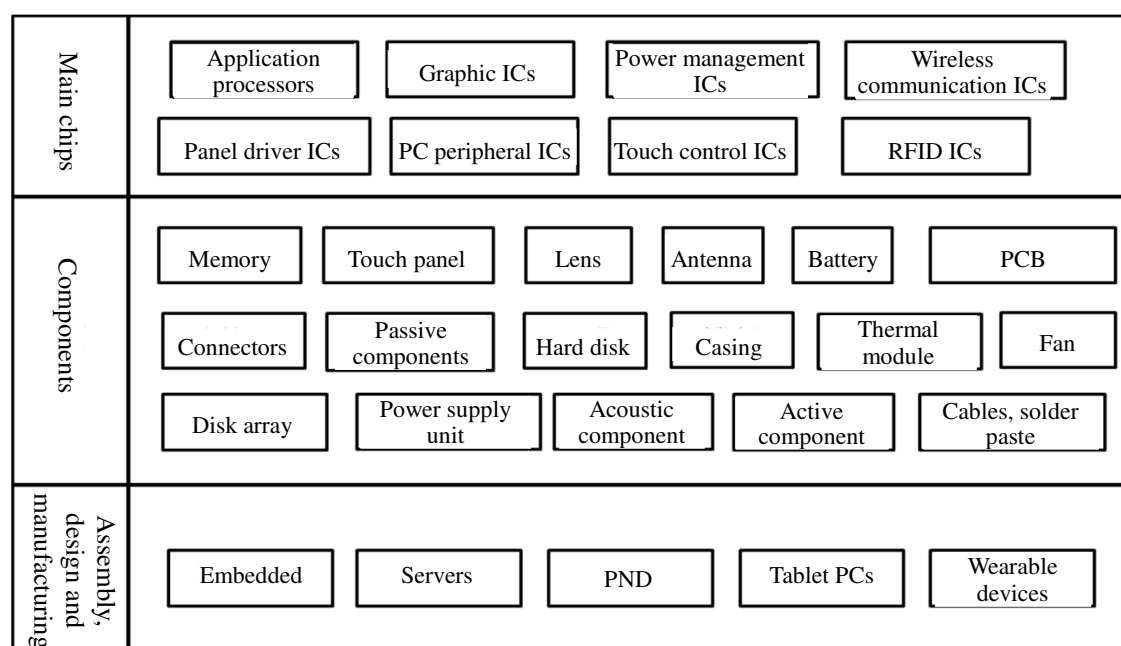 Main chips
Application
processors
Graphic ICs
Power management
ICs
Wireless
communication ICs
Panel driver ICs
PC peripheral ICs
Touch control ICs
RFID ICs
Components
Memory
Touch panel
Lens
Antenna
Battery
PCB
Connectors
Passive
components
Hard disk
Casing
Thermal
module
Fan
Disk array
Power supply
unit
Acoustic
component
Active
component
Cables, solder
paste
Assembly,
design and
manufacturing
Embedded
Servers
PND
Tablet PCs
Wearable
devices